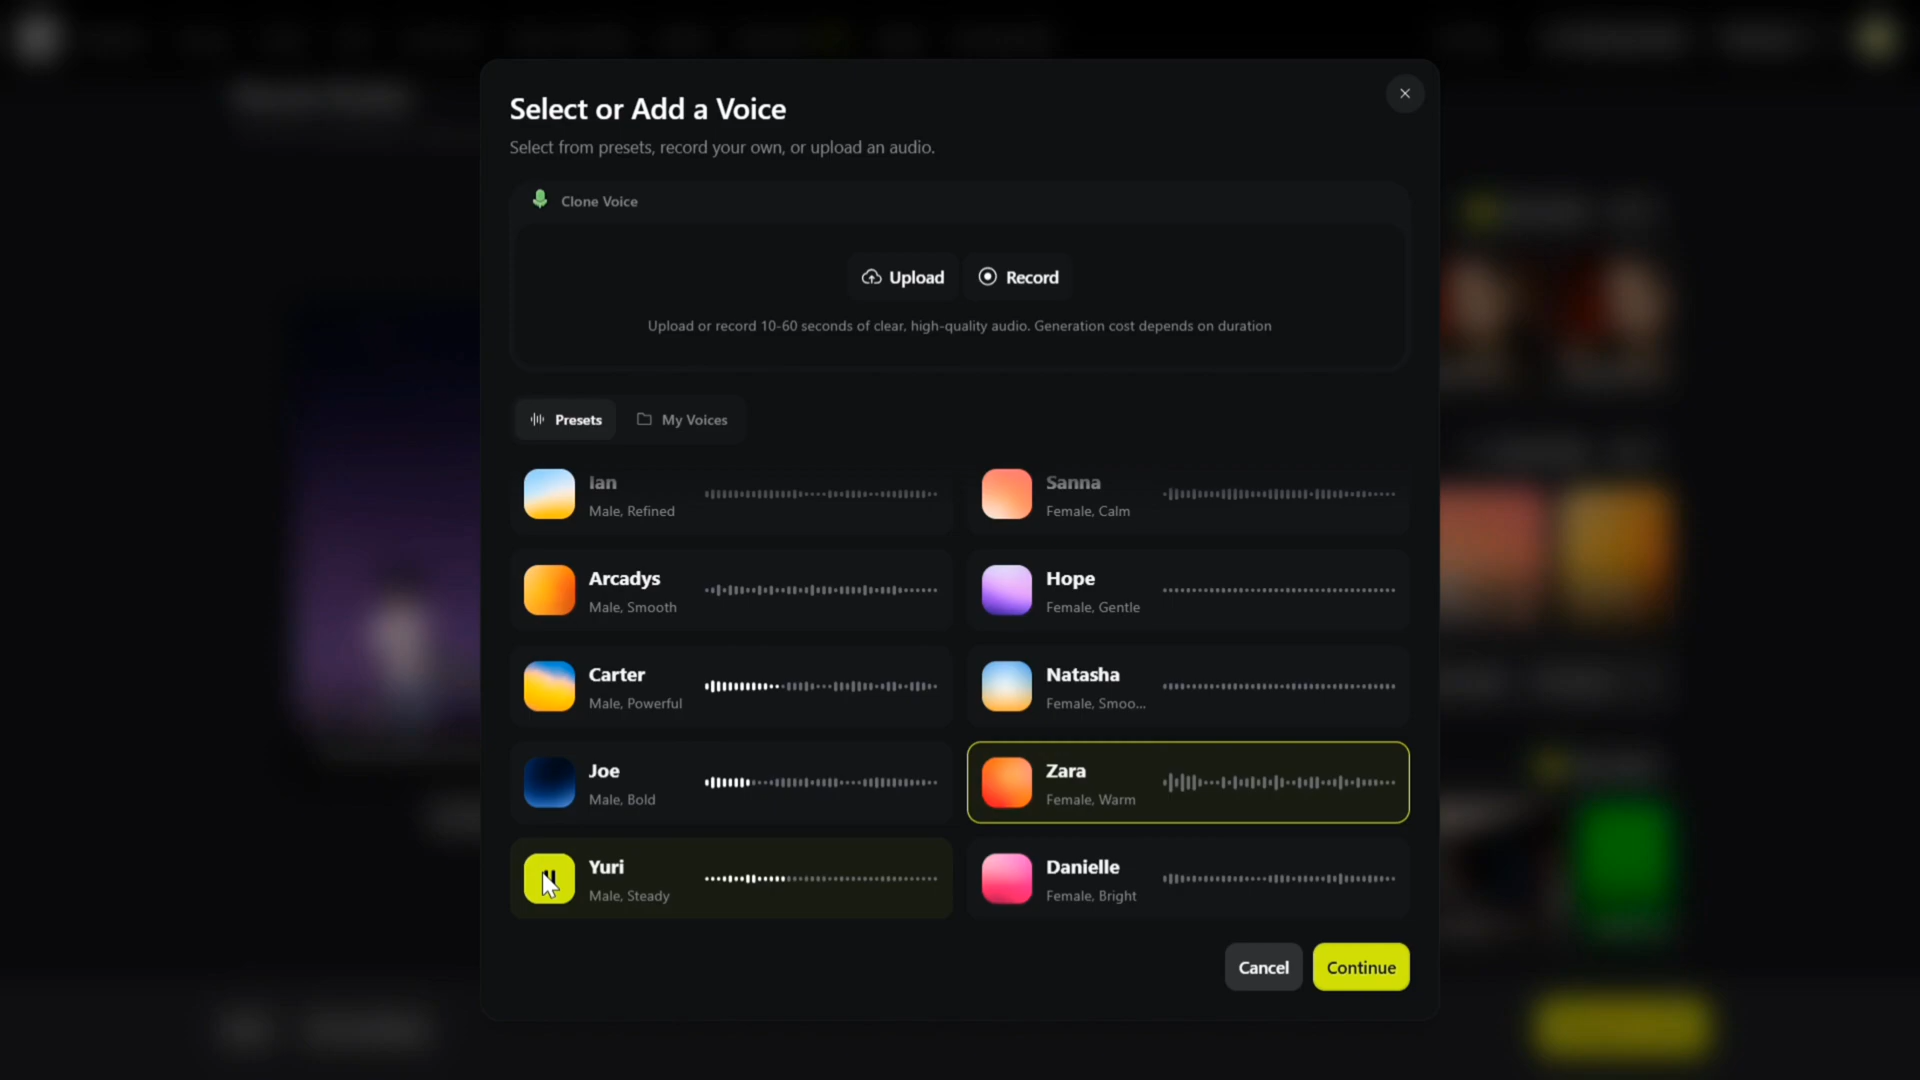 Select or Add a Voice
Select from presets, record your own, or upload an audio.
Clone Voice
Upload
Record
Upload or record 10-60 seconds of clear, high-quality audio. Generation cost depends on duration
Presets
My Voices
Ian
Male, Refined
Sanna
Female, Calm
Arcadys
Male, Smooth
Hope
Female, Gentle
Carter
Male, Powerful
Natasha
Female, Smoo...
Joe
Male, Bold
Zara
Female, Warm
Yuri
Male, Steady
Danielle
Female, Bright
Cancel
Continue